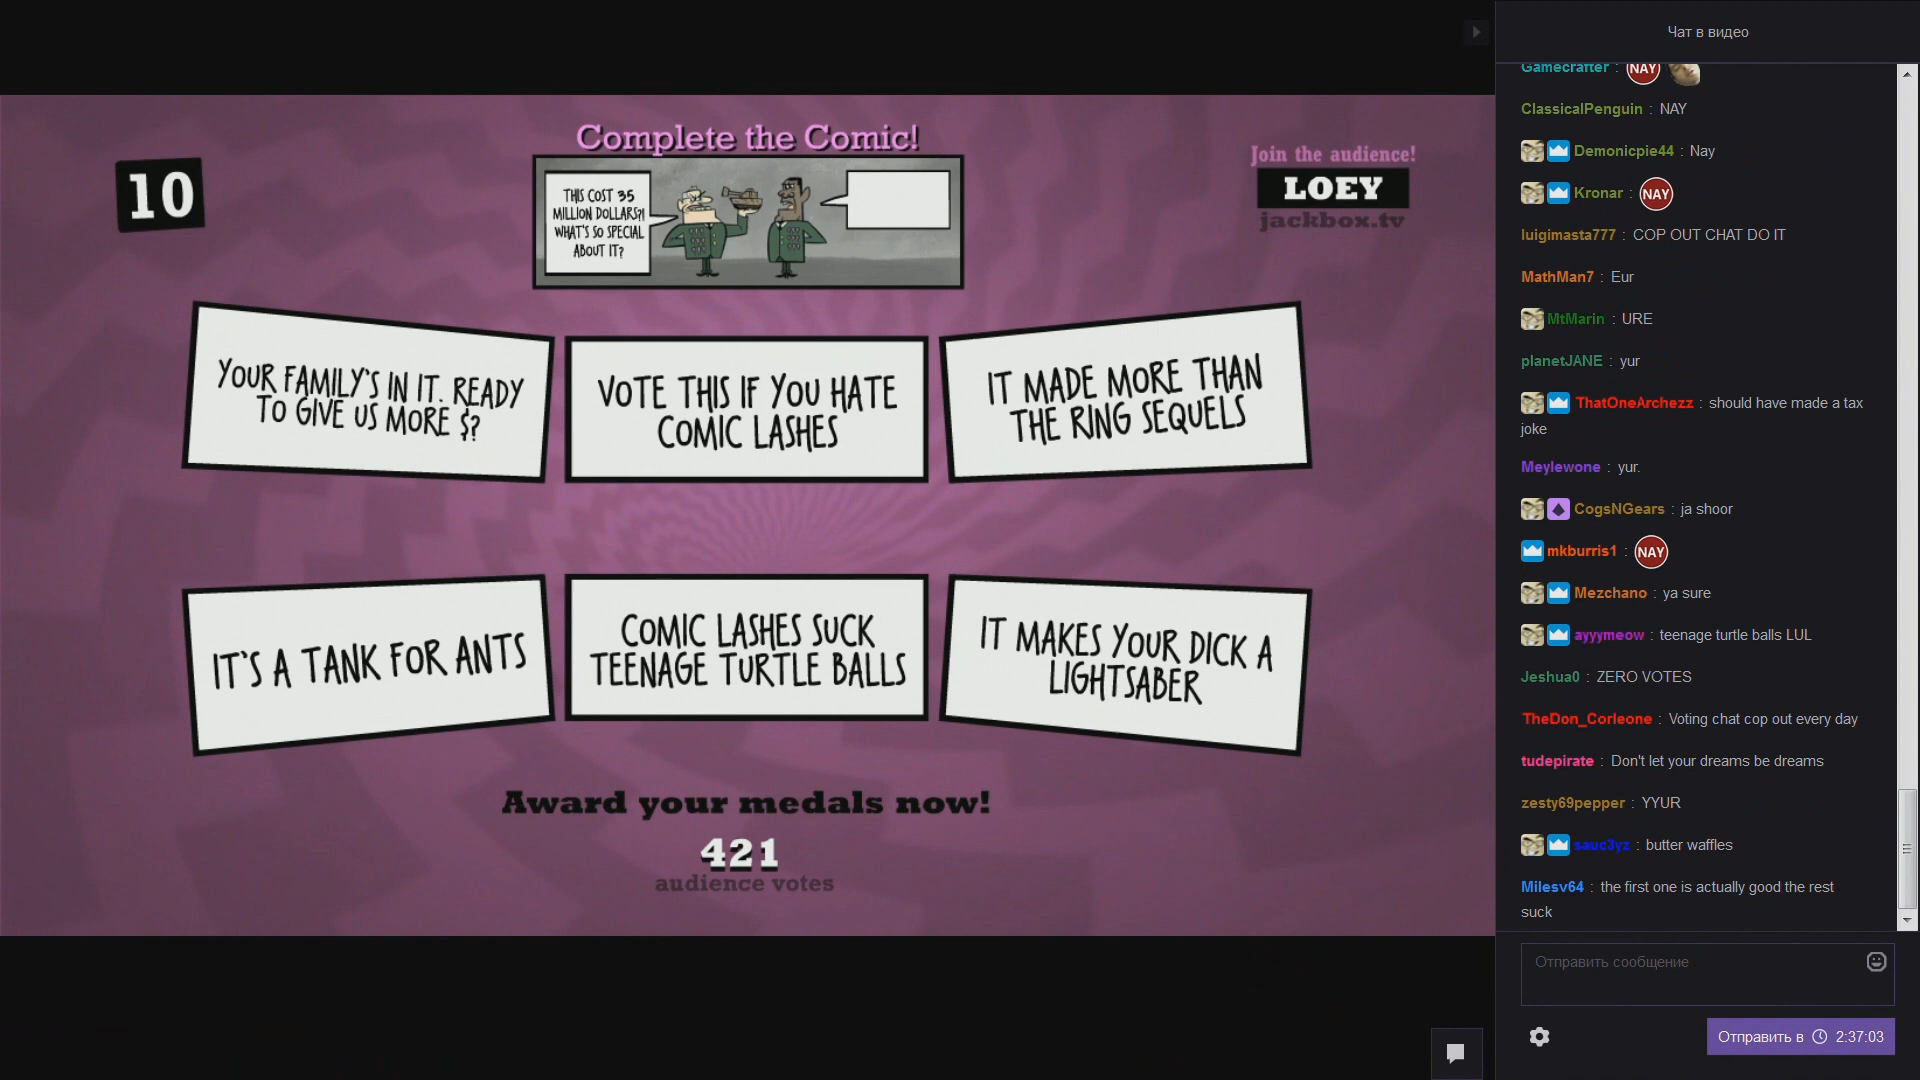 Complete the Comic!
10
THIS COST 35
MILLION DOLLARS?!
WHAT'S SO SPECIAL
ABOUT IT?
Join the audience!
LOEY
jackbox.tv
YOUR FAMILY'S IN IT. READY
TO GIVE US MORE $?
VOTE THIS IF YOU HATE
COMIC LASHES
IT MADE MORE THAN
THE RING SEQUELS
IT'S A TANK FOR ANTS
COMIC LASHES SUCK
TEENAGE TURTLE BALLS
IT MAKES YOUR DICK A
LIGHTSABER
Award your medals now!
421
audience votes
Чат в видео
Gamecrafter : NAY
ClassicalPenguin : NAY
Demonicpie44 : Nay
Kronar : NAY
luigimasta777 : COP OUT CHAT DO IT
MathMan7 : Eur
MtMarin : URE
planetJANE : yur
ThatOneArchezz : should have made a tax
joke
Meylewone : yur.
CogsNGears : ja shoor
mkburris1 : NAY
Mezchano : ya sure
ayyymeow : teenage turtle balls LUL
Jeshua0 : ZERO VOTES
TheDon_Corleone : Voting chat cop out every day
tudepirate : Don't let your dreams be dreams
zesty69pepper : YYUR
sauc3yz : butter waffles
Milesv64 : the first one is actually good the rest
suck
Отправить сообщение
Отправить в 2:37:03